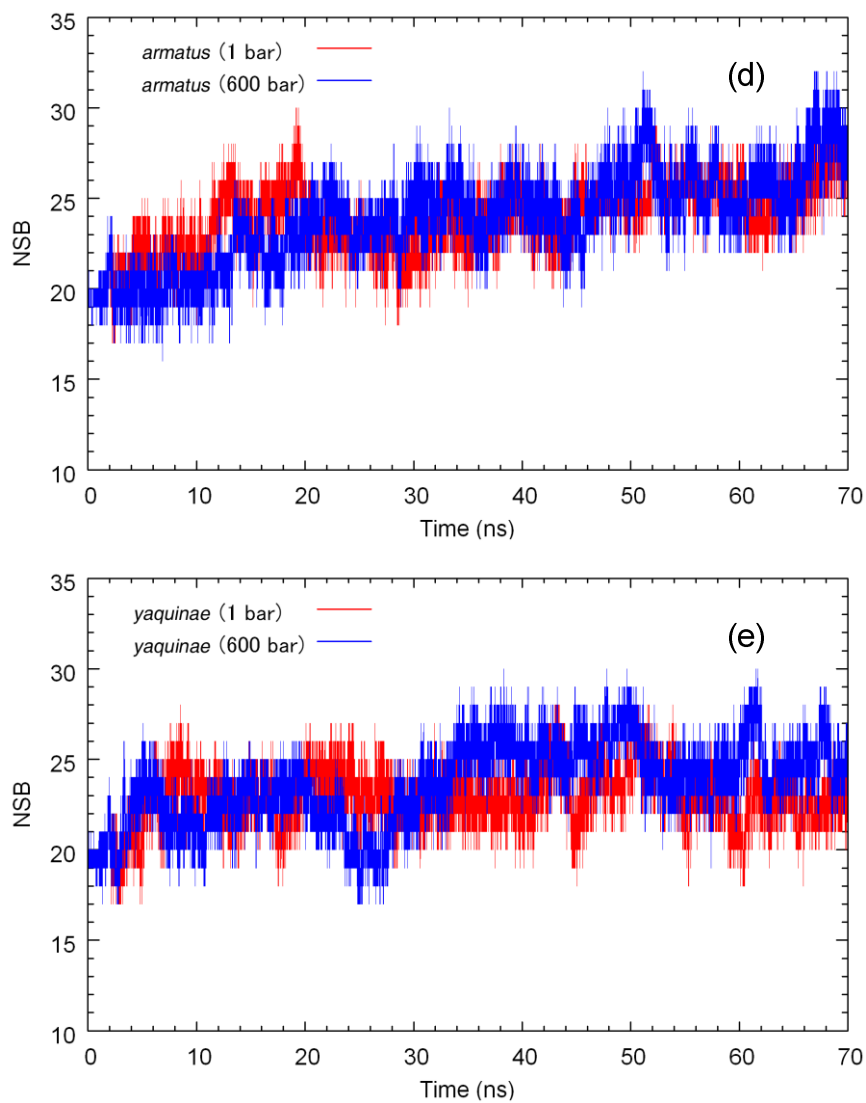 35
armatus (1 bar)
armatus (600 bar)
(d)
30
25
NSB
20
15
10
0 10 20 30 40 50 60 70
Time (ns)
35
yaquinae (1 bar)
yaquinae (600 bar)
(e)
30
25
NSB
20
15
10
0 10 20 30 40 50 60 70
Time (ns)